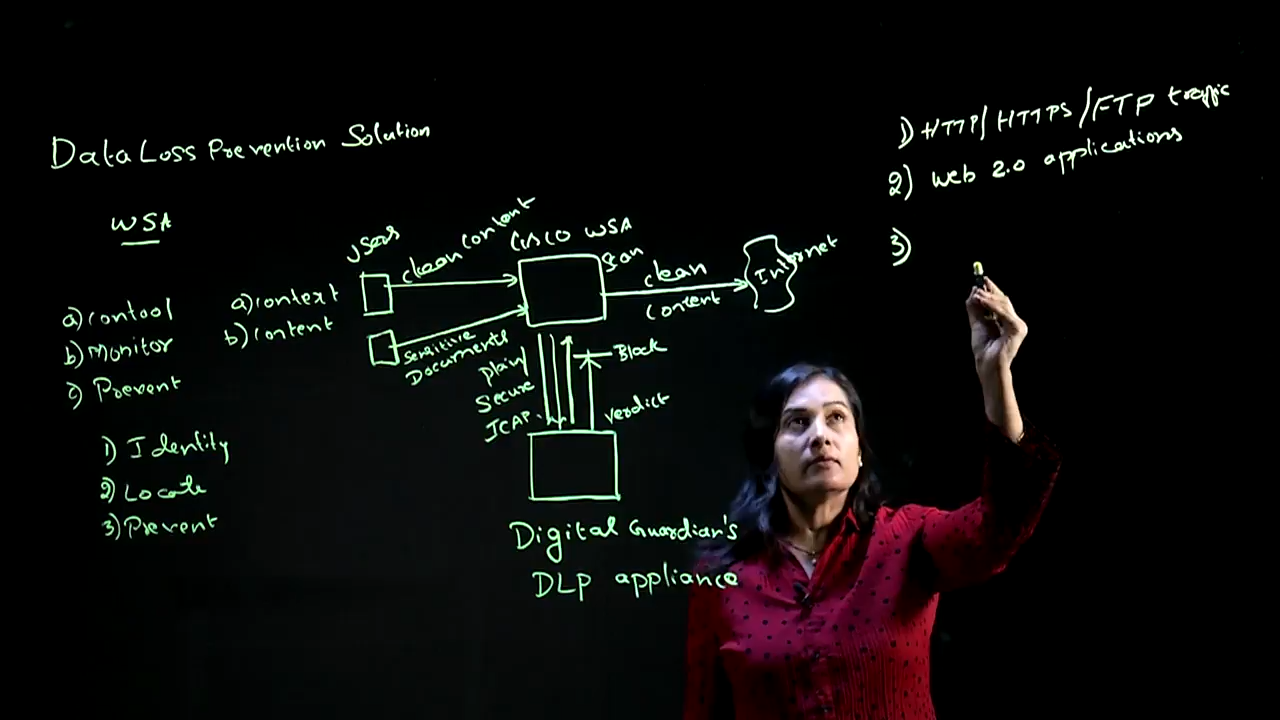 Data Loss Prevention Solution
WSA
a) Control
b) Monitor
c) Prevent
a) context
b) content
1) Identity
2) Locate
3) Prevent
Users
clean content
Sensitive
Documents
Cisco WSA
Scan
clean
content
Internet
plain/
Secure
ICAP
Block
Verdict
Digital Guardian's
DLP appliance
1) HTTP/HTTPS/FTP traffic
2) Web 2.0 applications
3)